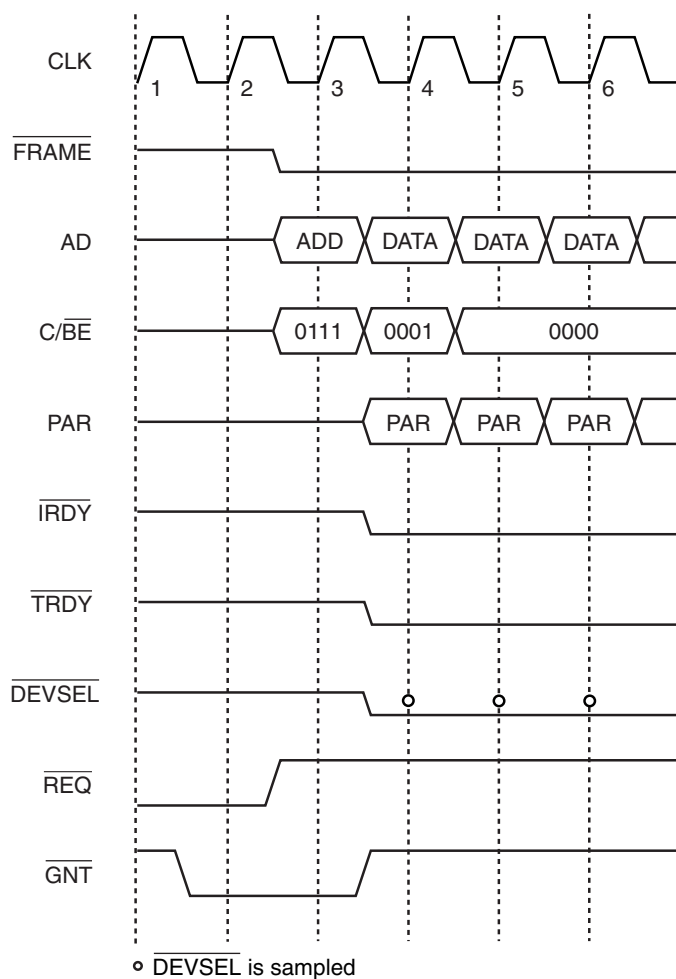 CLK
1 2 3 4 5 6
FRAME
AD ADD DATA DATA DATA
C/BE 0111 0001 0000
PAR PAR PAR PAR
IRDY
TRDY
DEVSEL
REQ
GNT
DEVSEL is sampled